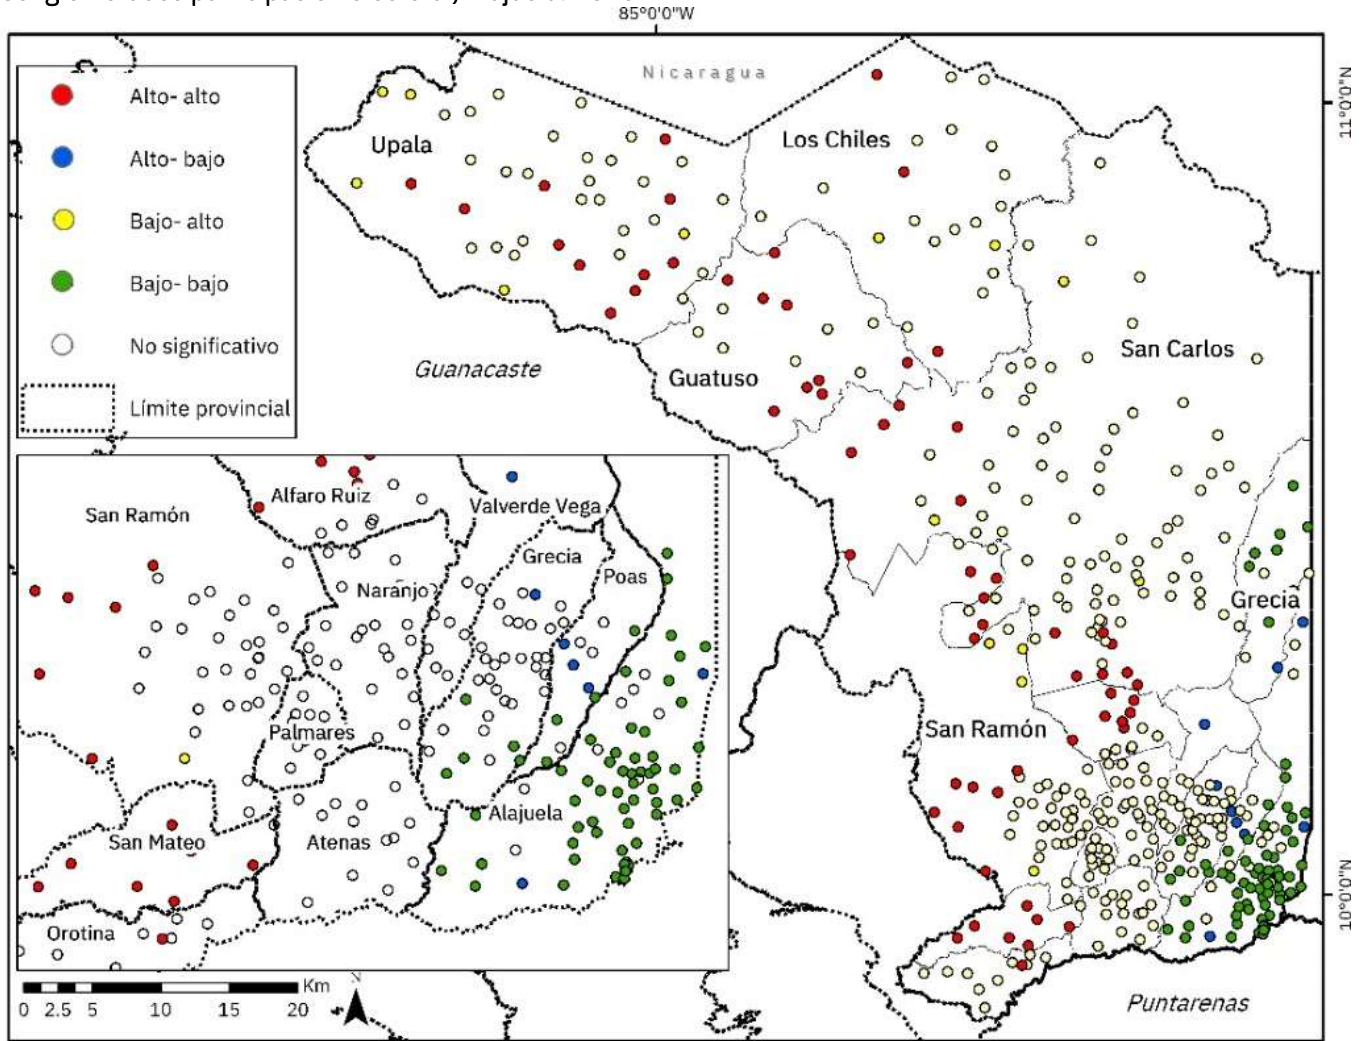 85°0'0"W
Alto- alto
Alto- bajo
Bajo- alto
Bajo- bajo
No significativo
Límite provincial
Nicaragua
Upala
Los Chiles
11°0'0"N
Guanacaste
Guatuso
San Carlos
Grecia
San Ramón
Puntarenas
10°0'0"N
San Ramón
Alfaro Ruiz
Valverde Vega
Grecia
Poas
Naranjo
Palmares
San Mateo
Atenas
Alajuela
Orotina
0 2.5 5 10 15 20 Km
N